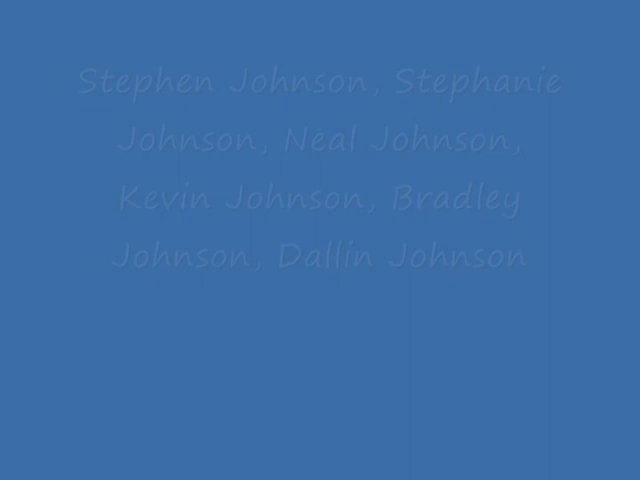 Stephen Johnson, Stephanie
Johnson, Neal Johnson,
Kevin Johnson, Bradley
Johnson, Dallin Johnson